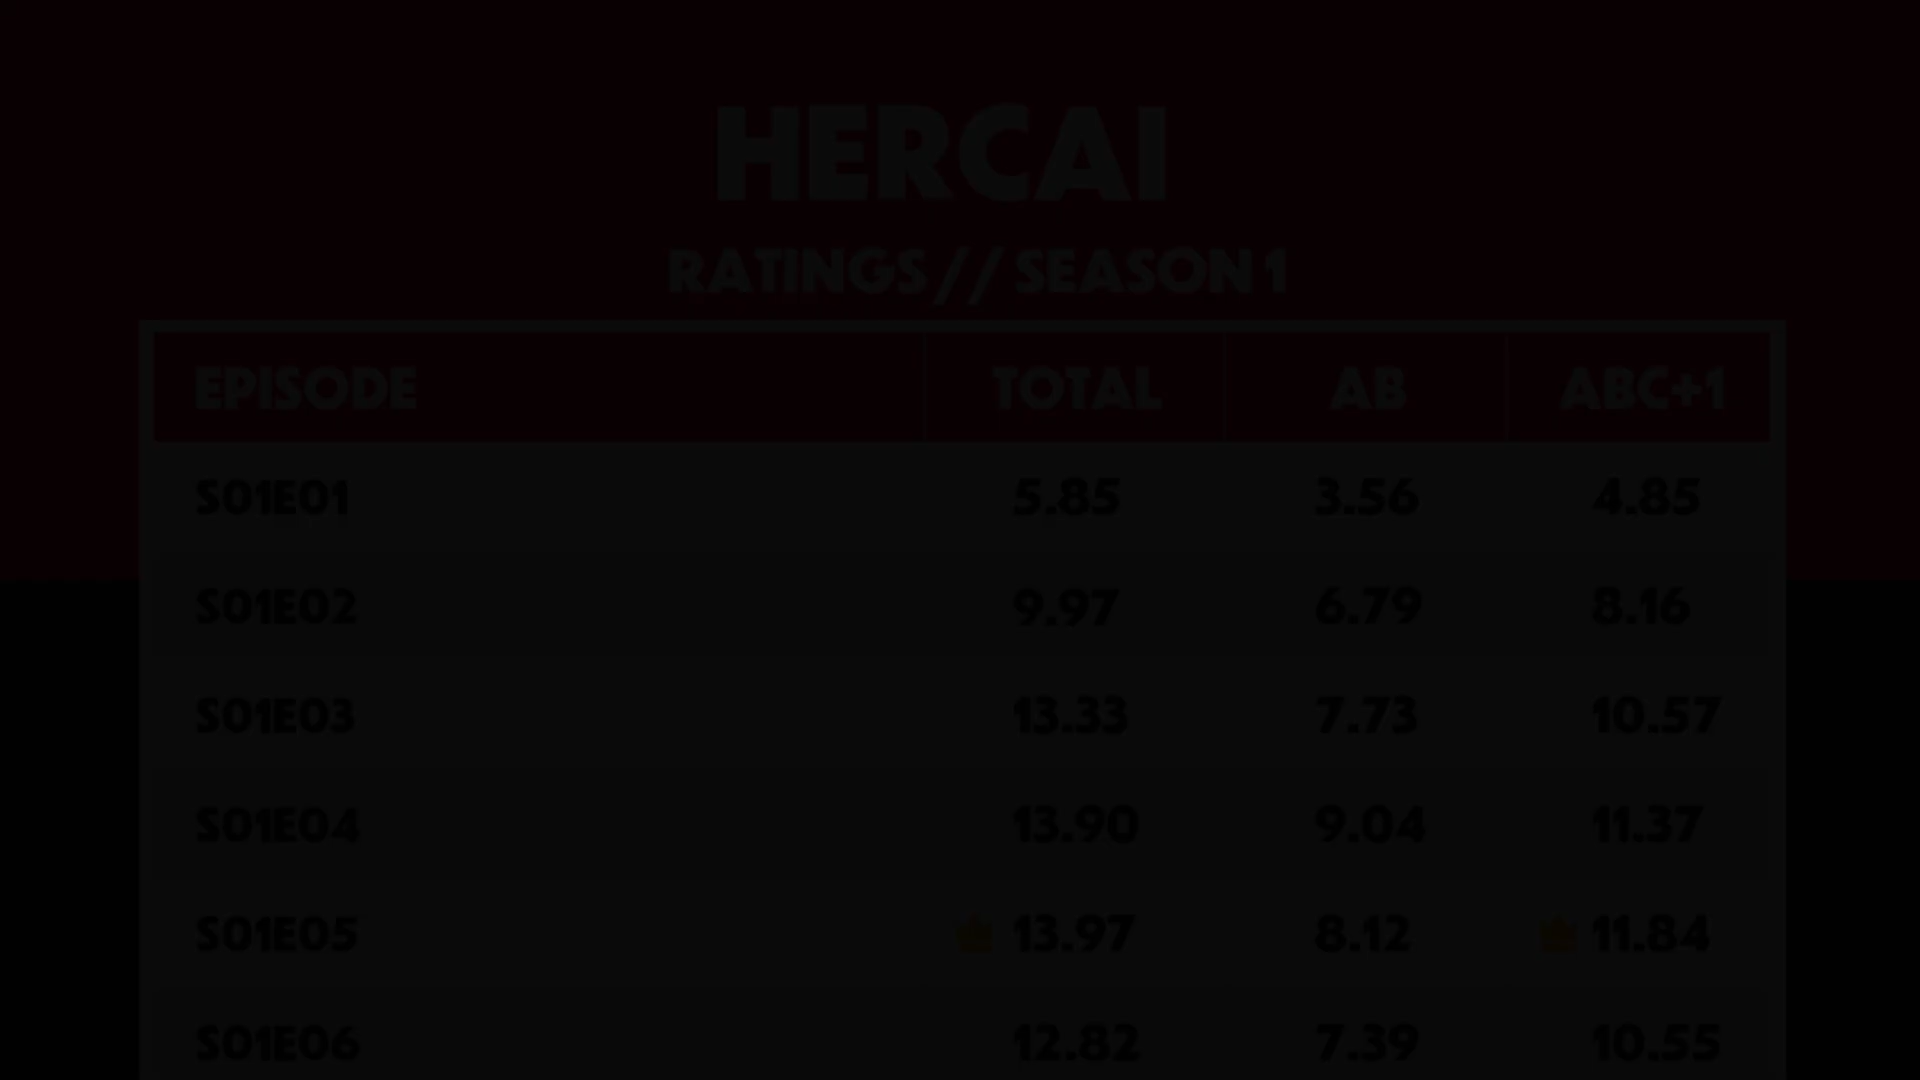 HERCAI
RATINGS // SEASON 1
EPISODE TOTAL AB ABC+1
S01E01 5.85 3.56 4.85
S01E02 9.97 6.79 8.16
S01E03 13.33 7.73 10.57
S01E04 13.90 9.04 11.37
S01E05 13.97 8.12 11.84
S01E06 12.82 7.39 10.55